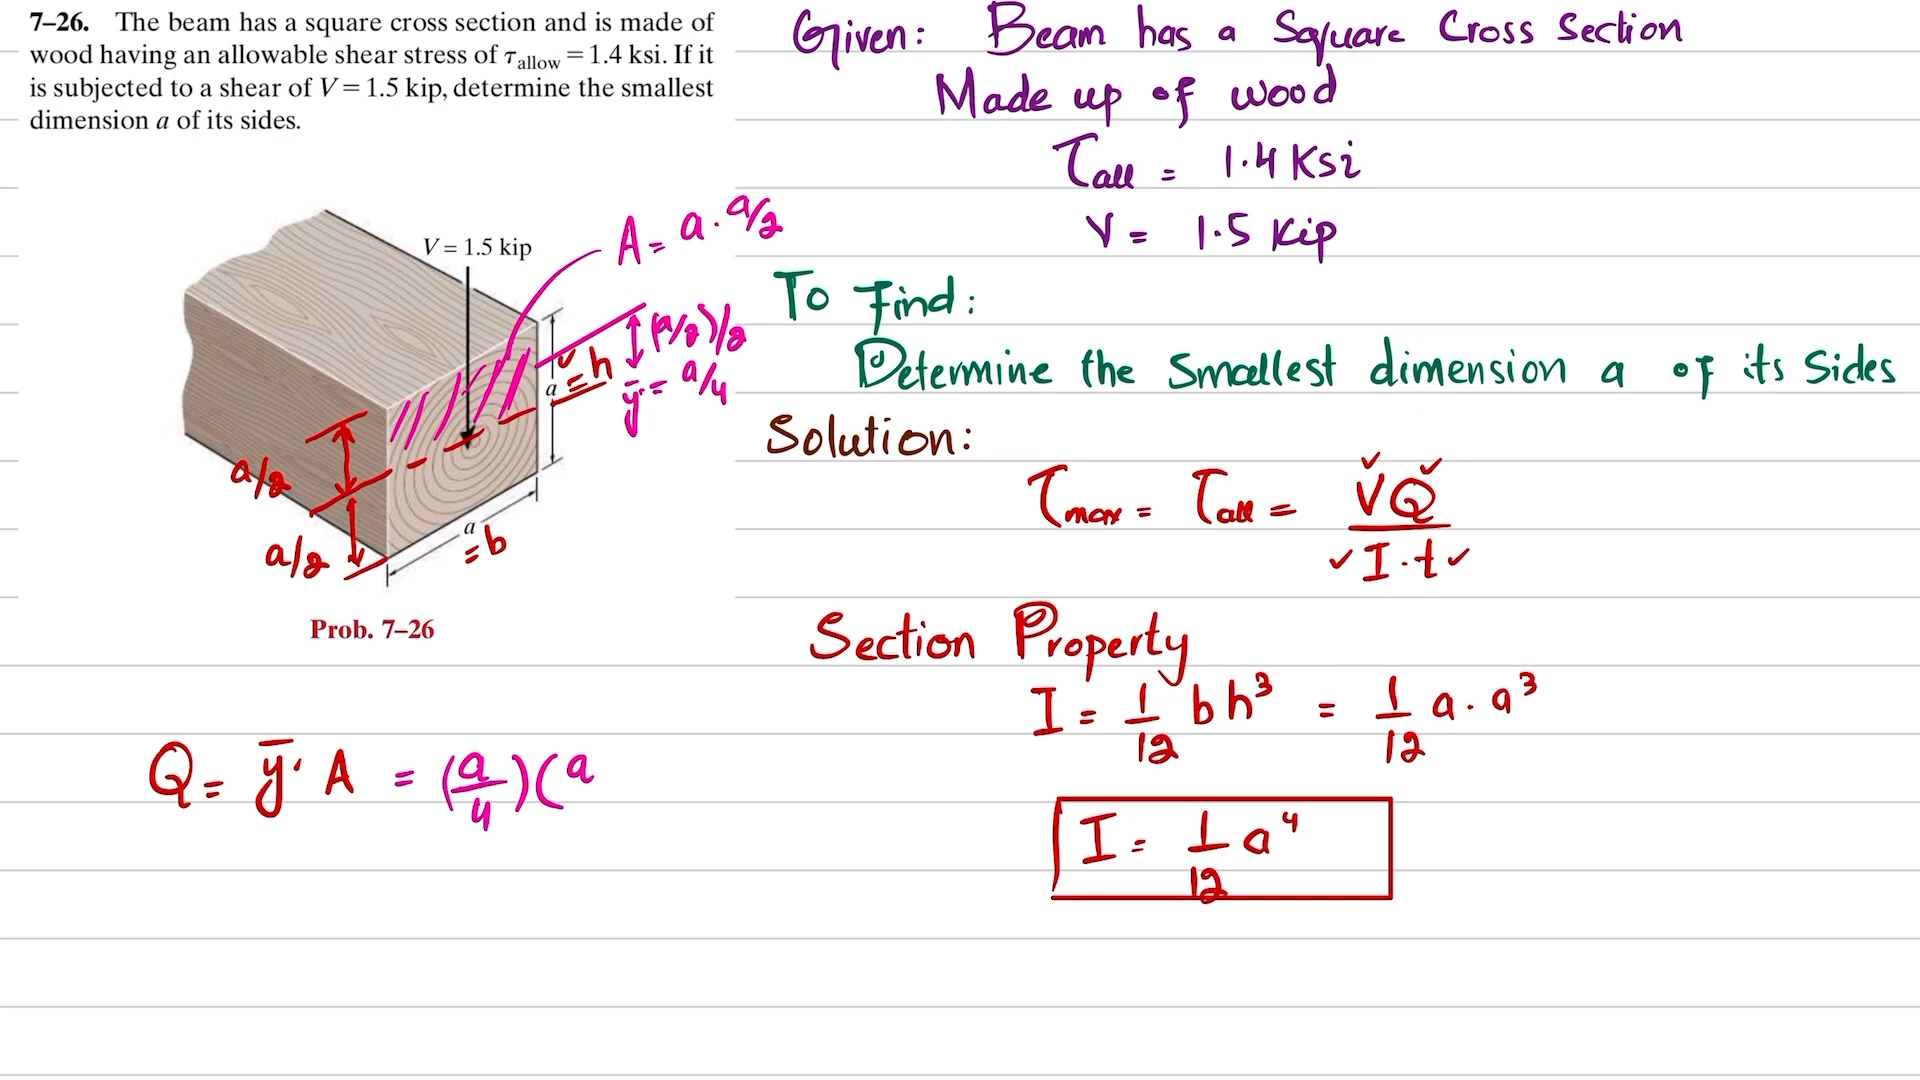 7–26. The beam has a square cross section and is made of
wood having an allowable shear stress of τallow = 1.4 ksi. If it
is subjected to a shear of V = 1.5 kip, determine the smallest
dimension a of its sides.
V = 1.5 kip
A = a · a/2
(a/2)/2
ȳ' = a/4
a = h
a/2
a/2
a = b
Prob. 7–26
Q = ȳ' A = (a/4)(a
Given: Beam has a Square Cross Section
Made up of wood
τall = 1.4 Ksi
V = 1.5 Kip
To Find:
Determine the Smallest dimension a of its Sides
Solution:
τmax = τall = VQ / I·t
Section Property
I = 1/12 bh³ = 1/12 a · a³
I = 1/12 a⁴